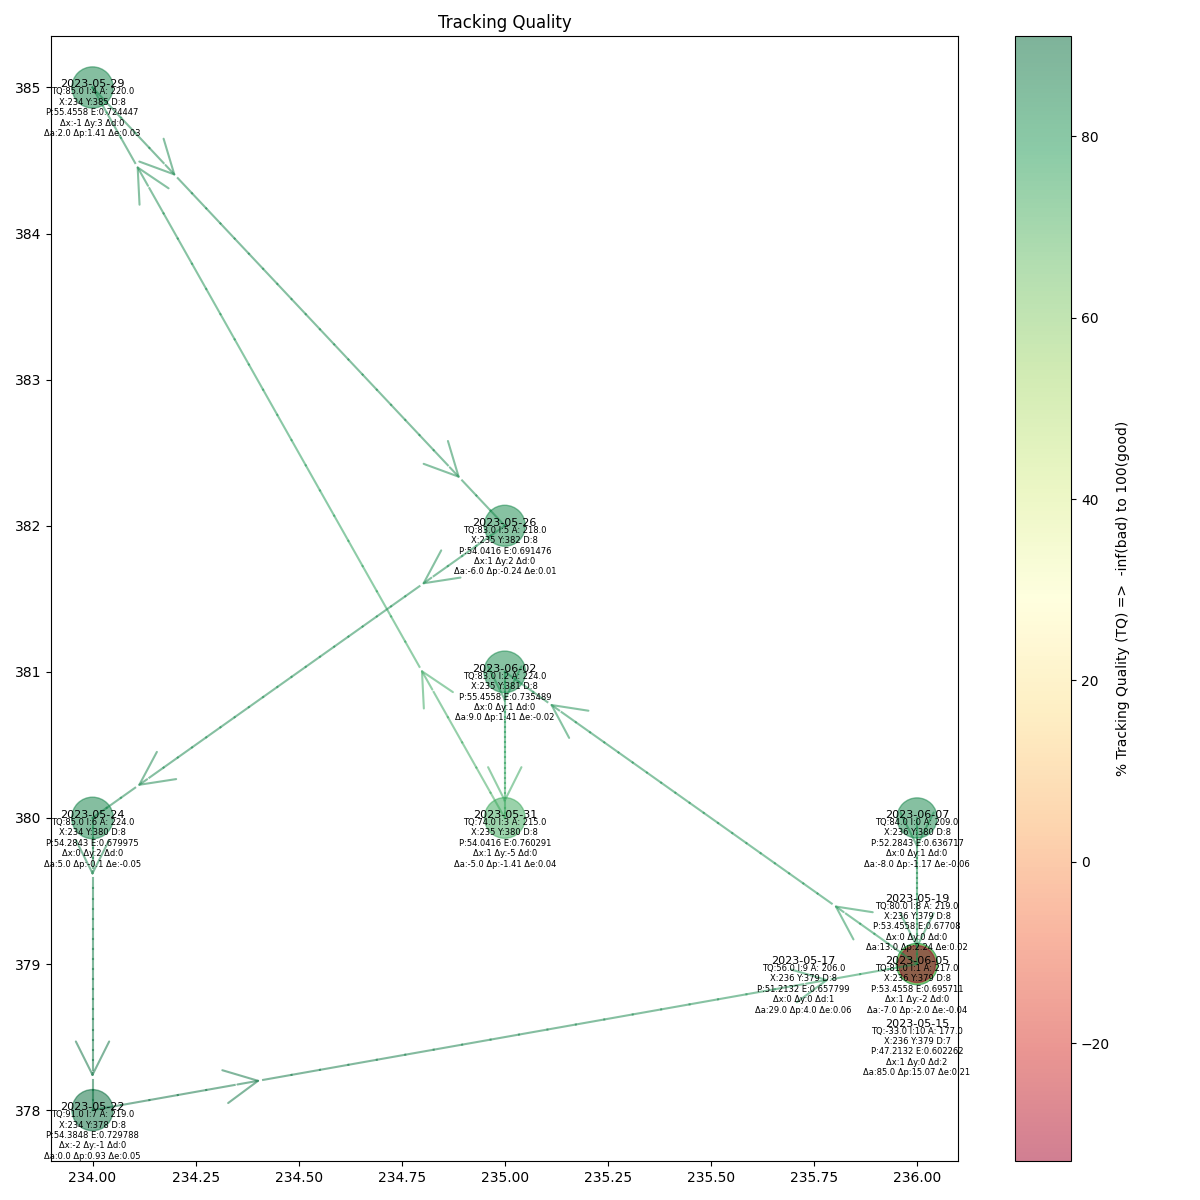 Tracking Quality
385
384
383
382
381
380
379
378
234.00
234.25
234.50
234.75
235.00
235.25
235.50
235.75
236.00
2023-05-29
TQ:85.0 I:4 A: 220.0
X:234 Y:385 D:8
P:55.4558 E:0.724447
Δx:-1 Δy:3 Δd:0
Δa:2.0 Δp:1.41 Δe:0.03
2023-05-26
TQ:83.0 I:5 A: 218.0
X:235 Y:382 D:8
P:54.0416 E:0.691476
Δx:1 Δy:2 Δd:0
Δa:-6.0 Δp:-0.24 Δe:0.01
2023-06-02
TQ:83.0 I:2 A: 224.0
X:235 Y:381 D:8
P:55.4558 E:0.735489
Δx:0 Δy:1 Δd:0
Δa:9.0 Δp:1.41 Δe:-0.02
2023-05-24
TQ:85.0 I:6 A: 224.0
X:234 Y:380 D:8
P:54.2843 E:0.679975
Δx:0 Δy:2 Δd:0
Δa:5.0 Δp:-0.1 Δe:-0.05
2023-05-31
TQ:74.0 I:3 A: 215.0
X:235 Y:380 D:8
P:54.0416 E:0.760291
Δx:1 Δy:-5 Δd:0
Δa:-5.0 Δp:-1.41 Δe:0.04
2023-06-07
TQ:84.0 I:0 A: 209.0
X:236 Y:380 D:8
P:52.2843 E:0.636717
Δx:0 Δy:1 Δd:0
Δa:-8.0 Δp:-1.17 Δe:-0.06
2023-05-19
TQ:80.0 I:8 A: 219.0
X:236 Y:379 D:8
P:53.4558 E:0.67708
Δx:0 Δy:0 Δd:0
Δa:13.0 Δp:2.24 Δe:0.02
2023-05-17
TQ:56.0 I:9 A: 206.0
X:236 Y:379 D:8
P:51.2132 E:0.657799
Δx:0 Δy:0 Δd:1
Δa:29.0 Δp:4.0 Δe:0.06
2023-06-05
TQ:81.0 I:1 A: 217.0
X:236 Y:379 D:8
P:53.4558 E:0.695711
Δx:1 Δy:-2 Δd:0
Δa:-7.0 Δp:-2.0 Δe:-0.04
2023-05-15
TQ:-33.0 I:10 A: 177.0
X:236 Y:379 D:7
P:47.2132 E:0.602262
Δx:1 Δy:0 Δd:2
Δa:85.0 Δp:15.07 Δe:0.21
2023-05-22
TQ:91.0 I:7 A: 219.0
X:234 Y:378 D:8
P:54.3848 E:0.729788
Δx:-2 Δy:-1 Δd:0
Δa:0.0 Δp:0.93 Δe:0.05
80
60
40
20
0
−20
% Tracking Quality (TQ) => -inf(bad) to 100(good)